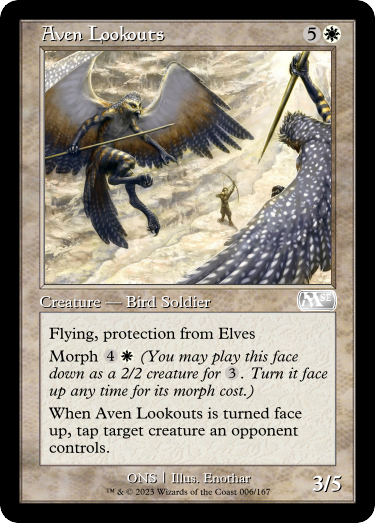 Aven Lookouts 5
Creature — Bird Soldier
MSE
Flying, protection from Elves
Morph 4 (You may play this face
down as a 2/2 creature for 3. Turn it face
up any time for its morph cost.)
When Aven Lookouts is turned face
up, tap target creature an opponent
controls.
ONS | Illus. Enothar
™ & © 2023 Wizards of the Coast 006/167
3/5